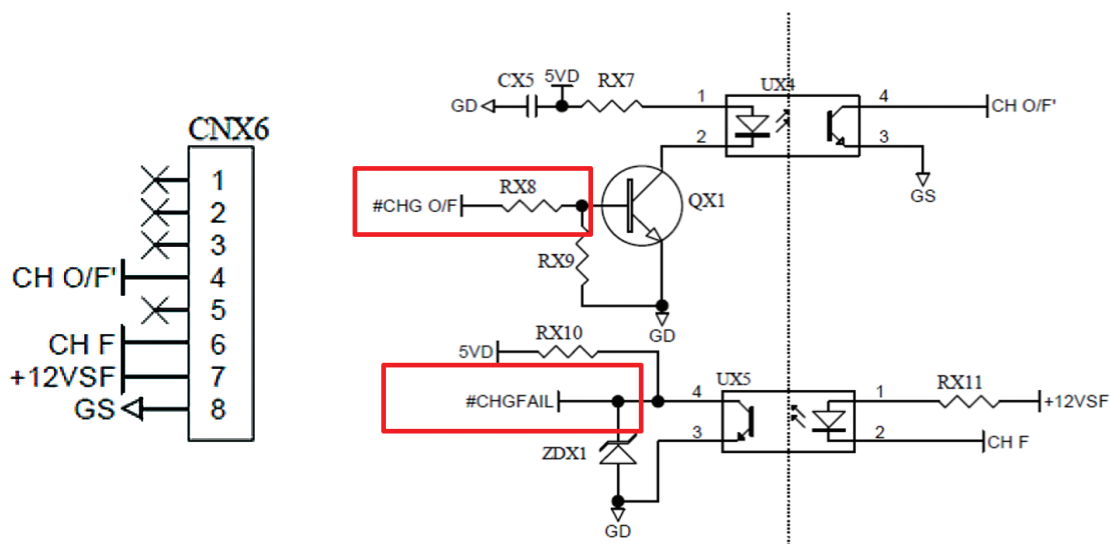 CNX6
1
2
3
CH O/F' 4
5
CH F 6
+12VSF 7
GS 8
CX5 5VD RX7 UX4
GD 1 4 CH O/F'
2 3
GS
#CHG O/F RX8 QX1
RX9
GD
RX10
5VD
UX5 RX11
#CHGFAIL 4 1 +12VSF
3 2 CH F
ZDX1
GD